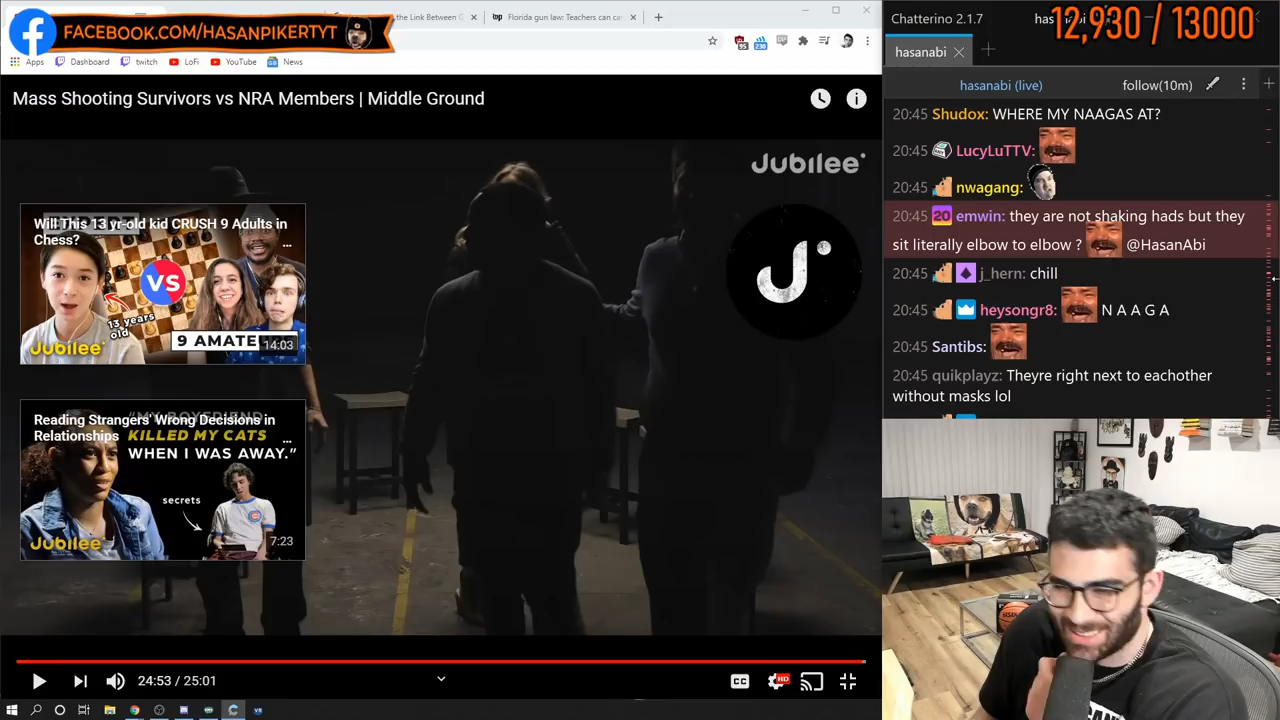 FACEBOOK.COM/HASANPIKERTYT
the Link Between G
Florida gun law: Teachers can ca
Apps
Dashboard
twitch
LoFi
YouTube
News
Mass Shooting Survivors vs NRA Members | Middle Ground
Jubilee
Will This 13 yr-old kid CRUSH 9 Adults in
Chess?
VS
13 years
old
Jubilee
9 AMATE
14:03
Reading Strangers' Wrong Decisions in
Relationships
KILLED MY CATS
WHEN I WAS AWAY."
secrets
Jubilee
7:23
24:53 / 25:01
CC
HD
Chatterino 2.1.7
12,930 / 13000
hasanabi
hasanabi (live)
follow(10m)
20:45 Shudox: WHERE MY NAAGAS AT?
20:45 LucyLuTTV:
20:45 nwagang:
20:45 20 emwin: they are not shaking hads but they
sit literally elbow to elbow ? @HasanAbi
20:45 j_hern: chill
20:45 heysongr8: N A A G A
20:45 Santibs:
20:45 quikplayz: Theyre right next to eachother
without masks lol